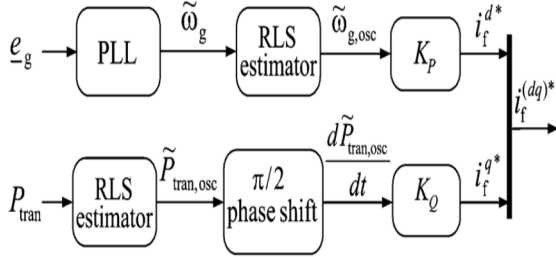 e̲_g
PLL
ω̃_g
RLS
estimator
ω̃_g,osc
K_P
i_f^d*
i_f^(dq)*
P_tran
RLS
estimator
P̃_tran,osc
π/2
phase shift
dP̃_tran,osc
dt
K_Q
i_f^q*